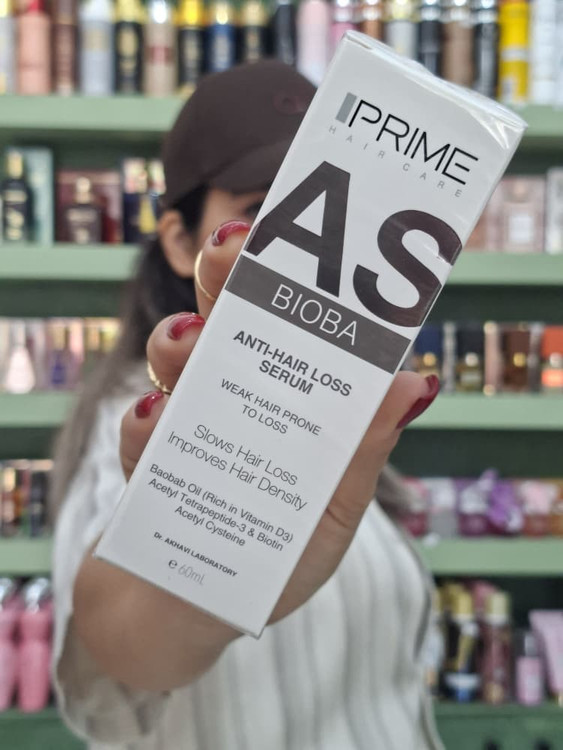 PRIME
HAIR CARE
AS
BIOBA
ANTI-HAIR LOSS
SERUM
WEAK HAIR PRONE
TO LOSS
Slows Hair Loss
Improves Hair Density
Baobab Oil (Rich in Vitamin D3)
Acetyl Tetrapeptide-3 & Biotin
Acetyl Cysteine
Dr. AKHAVI LABORATORY
e 60mL